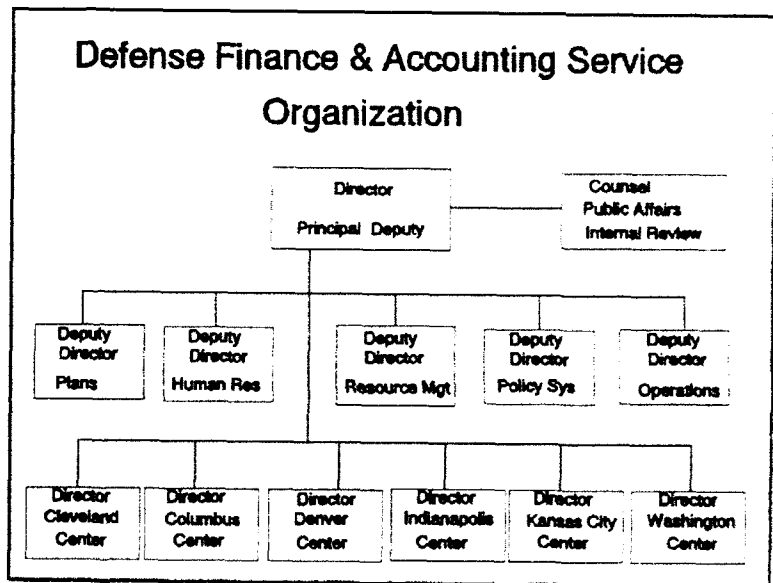 Defense Finance & Accounting Service
Organization
Director
Principal Deputy
Counsel
Public Affairs
Internal Review
Deputy
Director
Plans
Deputy
Director
Human Res
Deputy
Director
Resource Mgt
Deputy
Director
Policy Sys
Deputy
Director
Operations
Director
Cleveland
Center
Director
Columbus
Center
Director
Denver
Center
Director
Indianapolis
Center
Director
Kansas City
Center
Director
Washington
Center